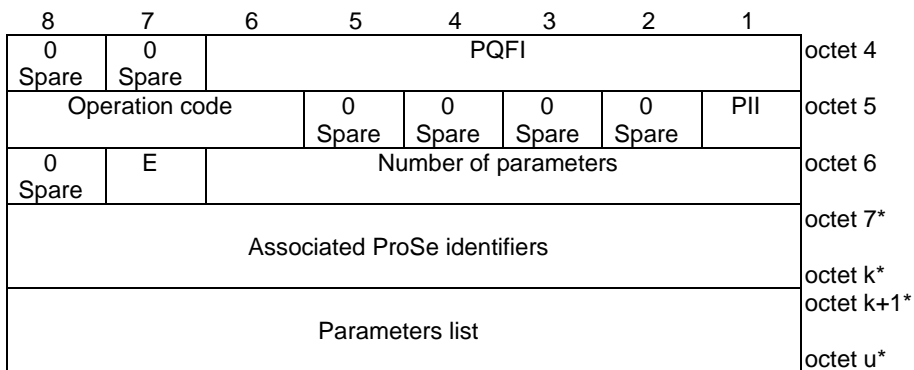 8 7 6 5 4 3 2 1
0 0 PQFI octet 4
Spare Spare
Operation code 0 0 0 0 PII octet 5
Spare Spare Spare Spare
0 E Number of parameters octet 6
Spare
octet 7*
Associated ProSe identifiers
octet k*
octet k+1*
Parameters list
octet u*